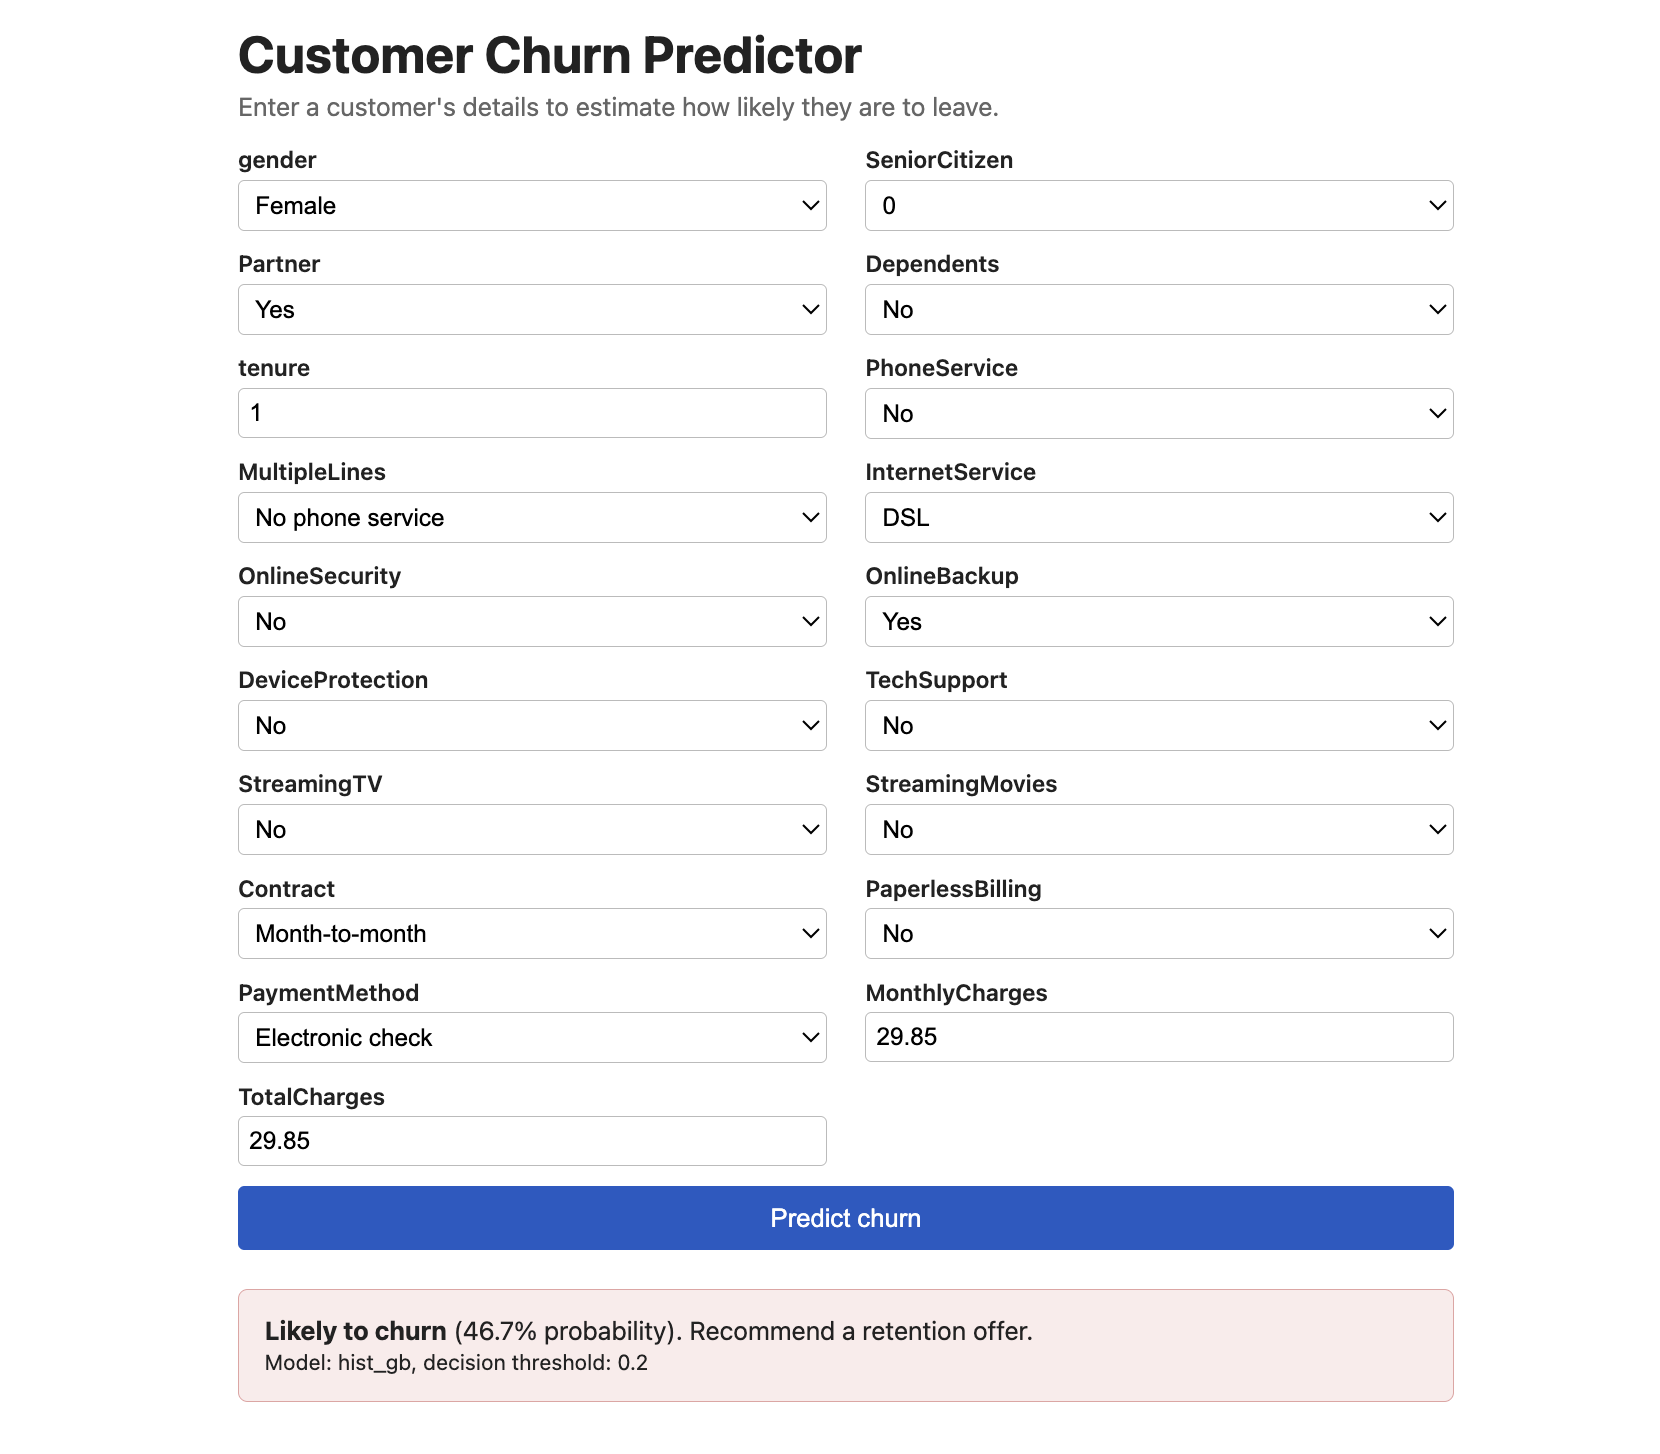 Customer Churn Predictor
Enter a customer's details to estimate how likely they are to leave.
gender
Female
SeniorCitizen
0
Partner
Yes
Dependents
No
tenure
1
PhoneService
No
MultipleLines
No phone service
InternetService
DSL
OnlineSecurity
No
OnlineBackup
Yes
DeviceProtection
No
TechSupport
No
StreamingTV
No
StreamingMovies
No
Contract
Month-to-month
PaperlessBilling
No
PaymentMethod
Electronic check
MonthlyCharges
29.85
TotalCharges
29.85
Predict churn
Likely to churn (46.7% probability). Recommend a retention offer.
Model: hist_gb, decision threshold: 0.2